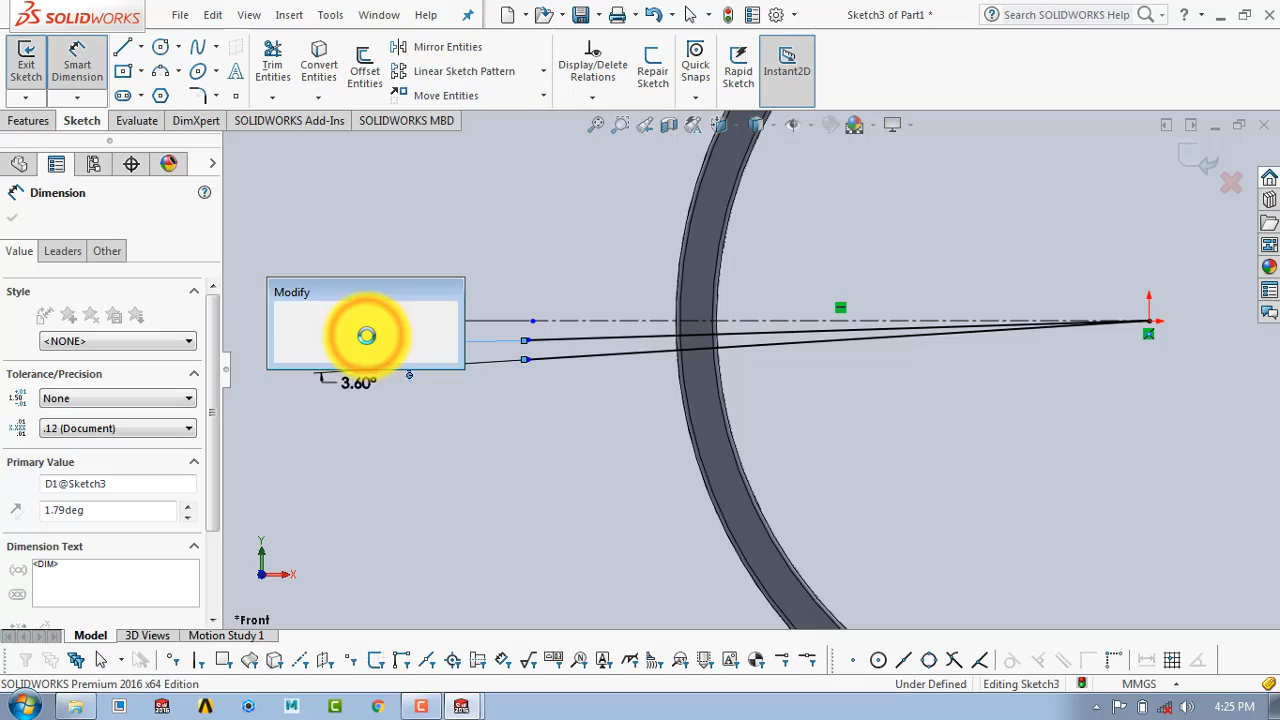 SOLIDWORKS
File
Edit
View
Insert
Tools
Window
Help
Sketch3 of Part1 *
Search SOLIDWORKS Help
Exit Sketch
Smart Dimension
Trim Entities
Convert Entities
Offset Entities
Mirror Entities
Linear Sketch Pattern
Move Entities
Display/Delete Relations
Repair Sketch
Quick Snaps
Rapid Sketch
Instant2D
Features
Sketch
Evaluate
DimXpert
SOLIDWORKS Add-Ins
SOLIDWORKS MBD
Dimension
Value
Leaders
Other
Style
<NONE>
Tolerance/Precision
None
.12 (Document)
Primary Value
D1@Sketch3
1.79deg
Dimension Text
<DIM>
Modify
3.60°
Y
X
*Front
Model
3D Views
Motion Study 1
SOLIDWORKS Premium 2016 x64 Edition
Under Defined
Editing Sketch3
MMGS
4:25 PM